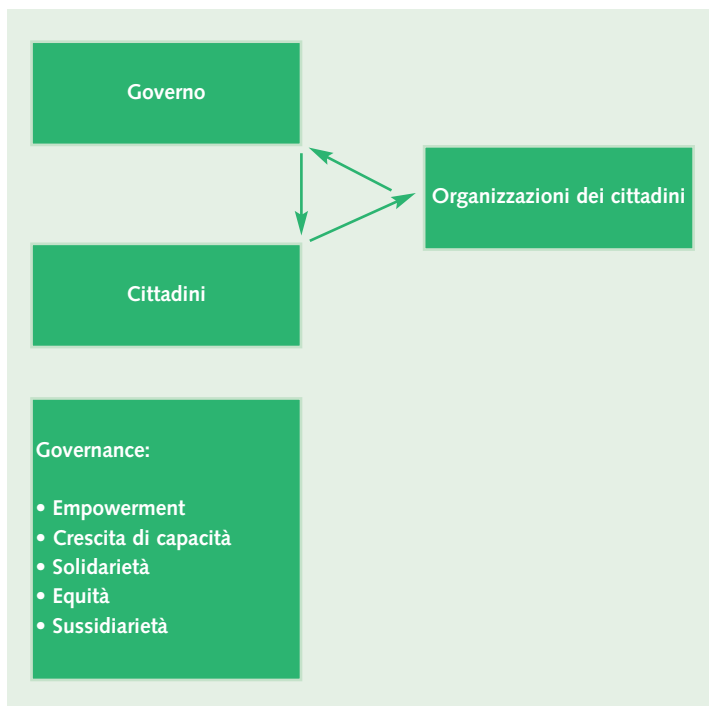 Governo
Organizzazioni dei cittadini
Cittadini
Governance:
• Empowerment
• Crescita di capacità
• Solidarietà
• Equità
• Sussidiarietà